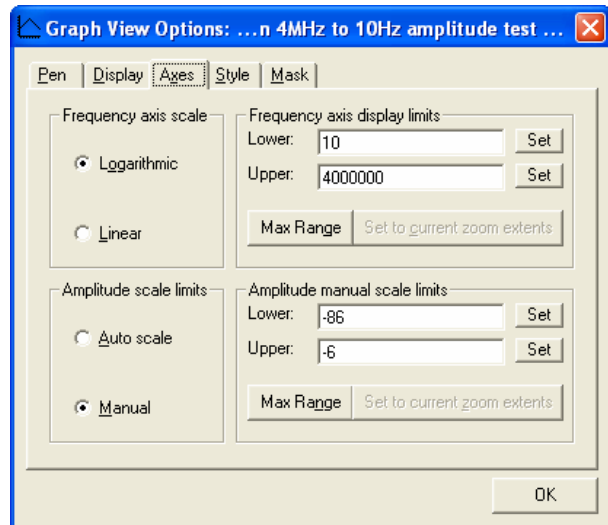 Graph View Options: ...n 4MHz to 10Hz amplitude test ...
Pen Display Axes Style Mask
Frequency axis scale
Logarithmic
Linear
Frequency axis display limits
Lower: 10 Set
Upper: 4000000 Set
Max Range Set to current zoom extents
Amplitude scale limits
Auto scale
Manual
Amplitude manual scale limits
Lower: -86 Set
Upper: -6 Set
Max Range Set to current zoom extents
OK